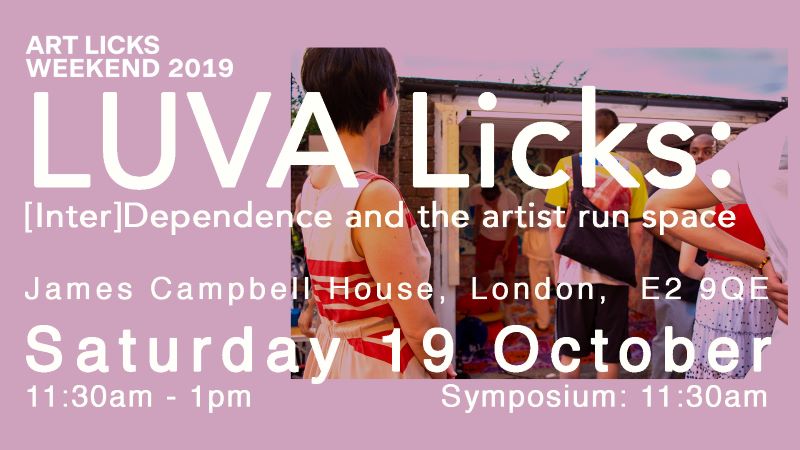 ART LICKS
WEEKEND 2019
LUVA Licks:
[Inter]Dependence and the artist run space
James Campbell House, London, E2 9QE
Saturday 19 October
11:30am - 1pm Symposium: 11:30am